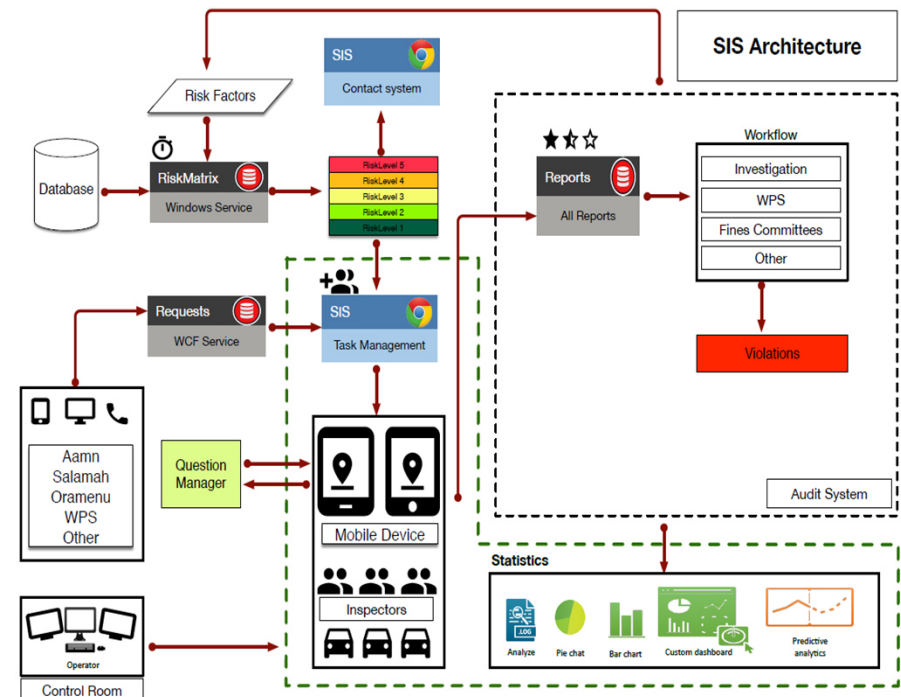 SIS Architecture
Risk Factors
SIS
Contact system
Database
RiskMatrix
Windows Service
RiskLevel 5
RiskLevel 4
RiskLevel 3
RiskLevel 2
RiskLevel 1
Reports
All Reports
Workflow
Investigation
WPS
Fines Committees
Other
Violations
Audit System
Requests
WCF Service
SIS
Task Management
Aamn
Salamah
Oramenu
WPS
Other
Question
Manager
Mobile Device
Inspectors
Operator
Control Room
Statistics
.LOG
Analyze
Pie chat
Bar chart
Custom dashboard
Predictive
analytics